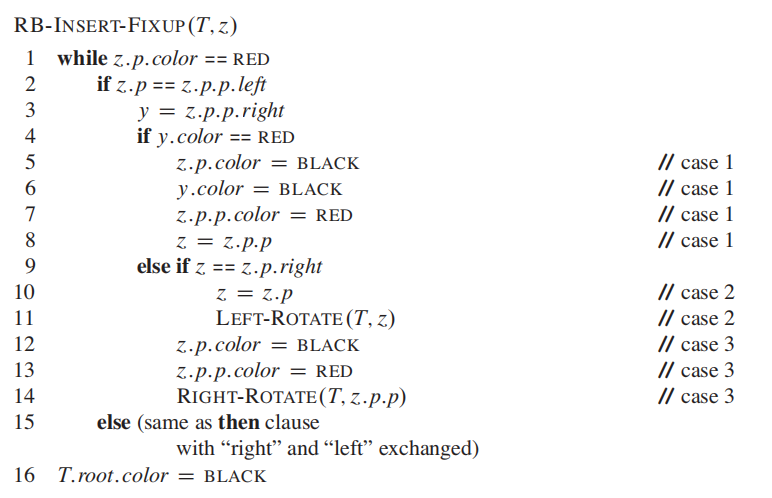 RB-INSERT-FIXUP(T, z)
1 while z.p.color == RED
2 if z.p == z.p.p.left
3 y = z.p.p.right
4 if y.color == RED
5 z.p.color = BLACK // case 1
6 y.color = BLACK // case 1
7 z.p.p.color = RED // case 1
8 z = z.p.p // case 1
9 else if z == z.p.right
10 z = z.p // case 2
11 LEFT-ROTATE(T, z) // case 2
12 z.p.color = BLACK // case 3
13 z.p.p.color = RED // case 3
14 RIGHT-ROTATE(T, z.p.p) // case 3
15 else (same as then clause
with “right” and “left” exchanged)
16 T.root.color = BLACK